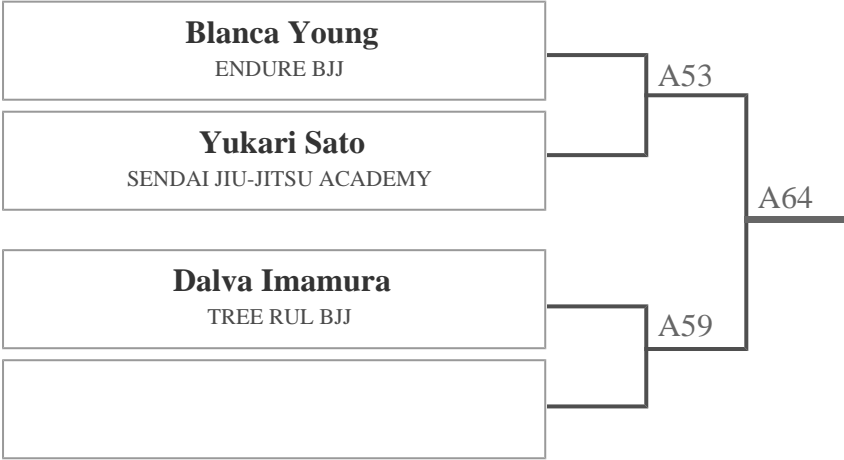 Blanca Young
ENDURE BJJ
A53
Yukari Sato
SENDAI JIU-JITSU ACADEMY
A64
Dalva Imamura
TREE RUL BJJ
A59